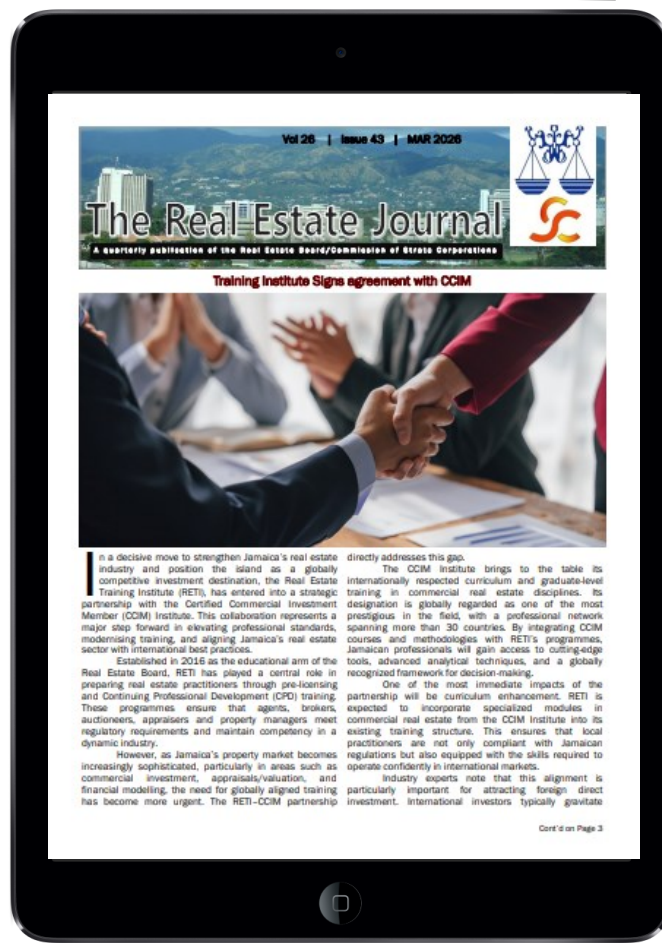 Vol 26 | Issue 43 | MAR 2026
The Real Estate Journal
A quarterly publication of the Real Estate Board/Commission of Strata Corporations
Training Institute Signs agreement with CCIM
In a decisive move to strengthen Jamaica's real estate
industry and position the island as a globally
competitive investment destination, the Real Estate
Training Institute (RETI), has entered into a strategic
partnership with the Certified Commercial Investment
Member (CCIM) Institute. This collaboration represents a
major step forward in elevating professional standards,
modernising training, and aligning Jamaica's real estate
sector with international best practices.
Established in 2016 as the educational arm of the
Real Estate Board, RETI has played a central role in
preparing real estate practitioners through pre-licensing
and Continuing Professional Development (CPD) training.
These programmes ensure that agents, brokers,
auctioneers, appraisers and property managers meet
regulatory requirements and maintain competency in a
dynamic industry.
However, as Jamaica's property market becomes
increasingly sophisticated, particularly in areas such as
commercial investment, appraisals/valuation, and
financial modelling, the need for globally aligned training
has become more urgent. The RETI–CCIM partnership
directly addresses this gap.
The CCIM Institute brings to the table its
internationally respected curriculum and graduate-level
training in commercial real estate disciplines. Its
designation is globally regarded as one of the most
prestigious in the field, with a professional network
spanning more than 30 countries. By integrating CCIM
courses and methodologies with RETI's programmes,
Jamaican professionals will gain access to cutting-edge
tools, advanced analytical techniques, and a globally
recognized framework for decision-making.
One of the most immediate impacts of the
partnership will be curriculum enhancement. RETI is
expected to incorporate specialized modules in
commercial real estate from the CCIM Institute into its
existing training structure. This ensures that local
practitioners are not only compliant with Jamaican
regulations but also equipped with the skills required to
operate confidently in international markets.
Industry experts note that this alignment is
particularly important for attracting foreign direct
investment. International investors typically gravitate
Cont'd on Page 3